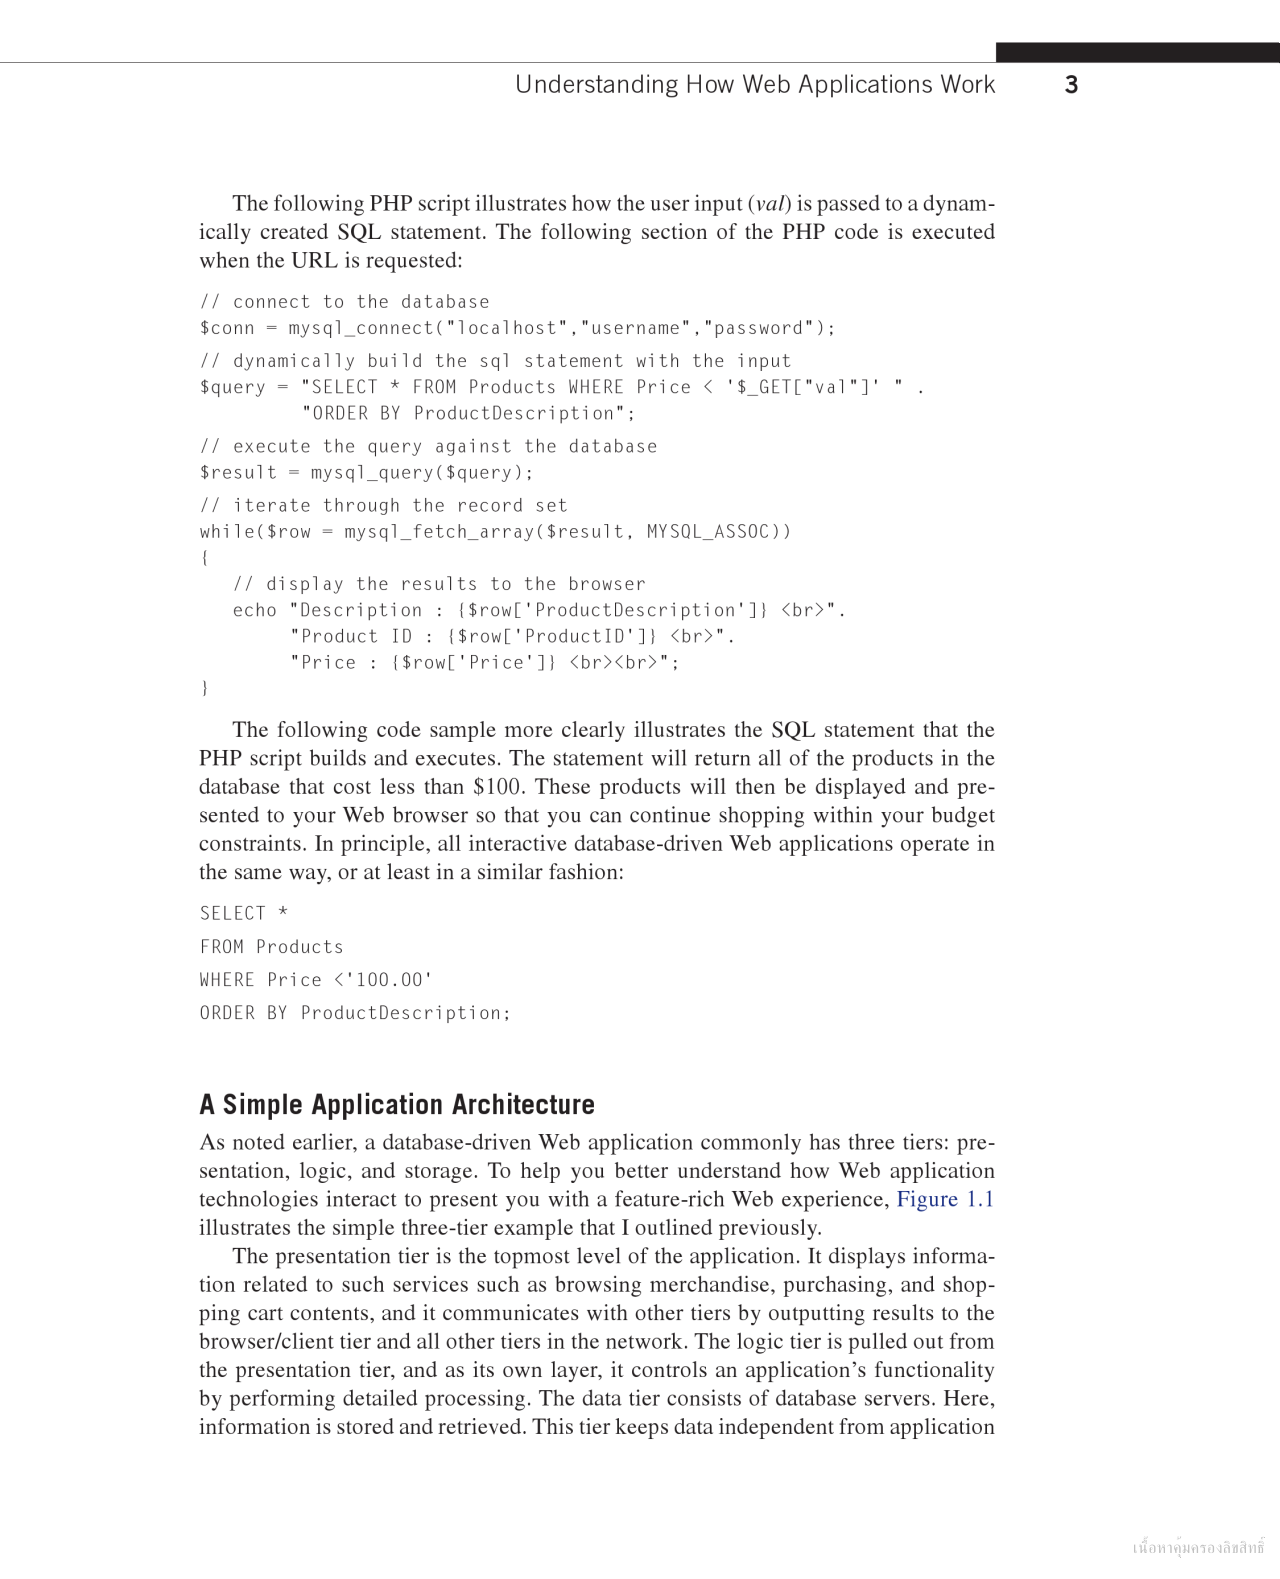 Understanding How Web Applications Work 3
The following PHP script illustrates how the user input (val) is passed to a dynam-
ically created SQL statement. The following section of the PHP code is executed
when the URL is requested:
// connect to the database
$conn = mysql_connect("localhost","username","password");
// dynamically build the sql statement with the input
$query = "SELECT * FROM Products WHERE Price < '$_GET["val"]' " .
"ORDER BY ProductDescription";
// execute the query against the database
$result = mysql_query($query);
// iterate through the record set
while($row = mysql_fetch_array($result, MYSQL_ASSOC))
{
// display the results to the browser
echo "Description : {$row['ProductDescription']} <br>".
"Product ID : {$row['ProductID']} <br>".
"Price : {$row['Price']} <br><br>";
}
The following code sample more clearly illustrates the SQL statement that the
PHP script builds and executes. The statement will return all of the products in the
database that cost less than $100. These products will then be displayed and pre-
sented to your Web browser so that you can continue shopping within your budget
constraints. In principle, all interactive database-driven Web applications operate in
the same way, or at least in a similar fashion:
SELECT *
FROM Products
WHERE Price <'100.00'
ORDER BY ProductDescription;
A Simple Application Architecture
As noted earlier, a database-driven Web application commonly has three tiers: pre-
sentation, logic, and storage. To help you better understand how Web application
technologies interact to present you with a feature-rich Web experience, Figure 1.1
illustrates the simple three-tier example that I outlined previously.
The presentation tier is the topmost level of the application. It displays informa-
tion related to such services such as browsing merchandise, purchasing, and shop-
ping cart contents, and it communicates with other tiers by outputting results to the
browser/client tier and all other tiers in the network. The logic tier is pulled out from
the presentation tier, and as its own layer, it controls an application’s functionality
by performing detailed processing. The data tier consists of database servers. Here,
information is stored and retrieved. This tier keeps data independent from application
เนื้อหาคุ้มครองลิขสิทธิ์